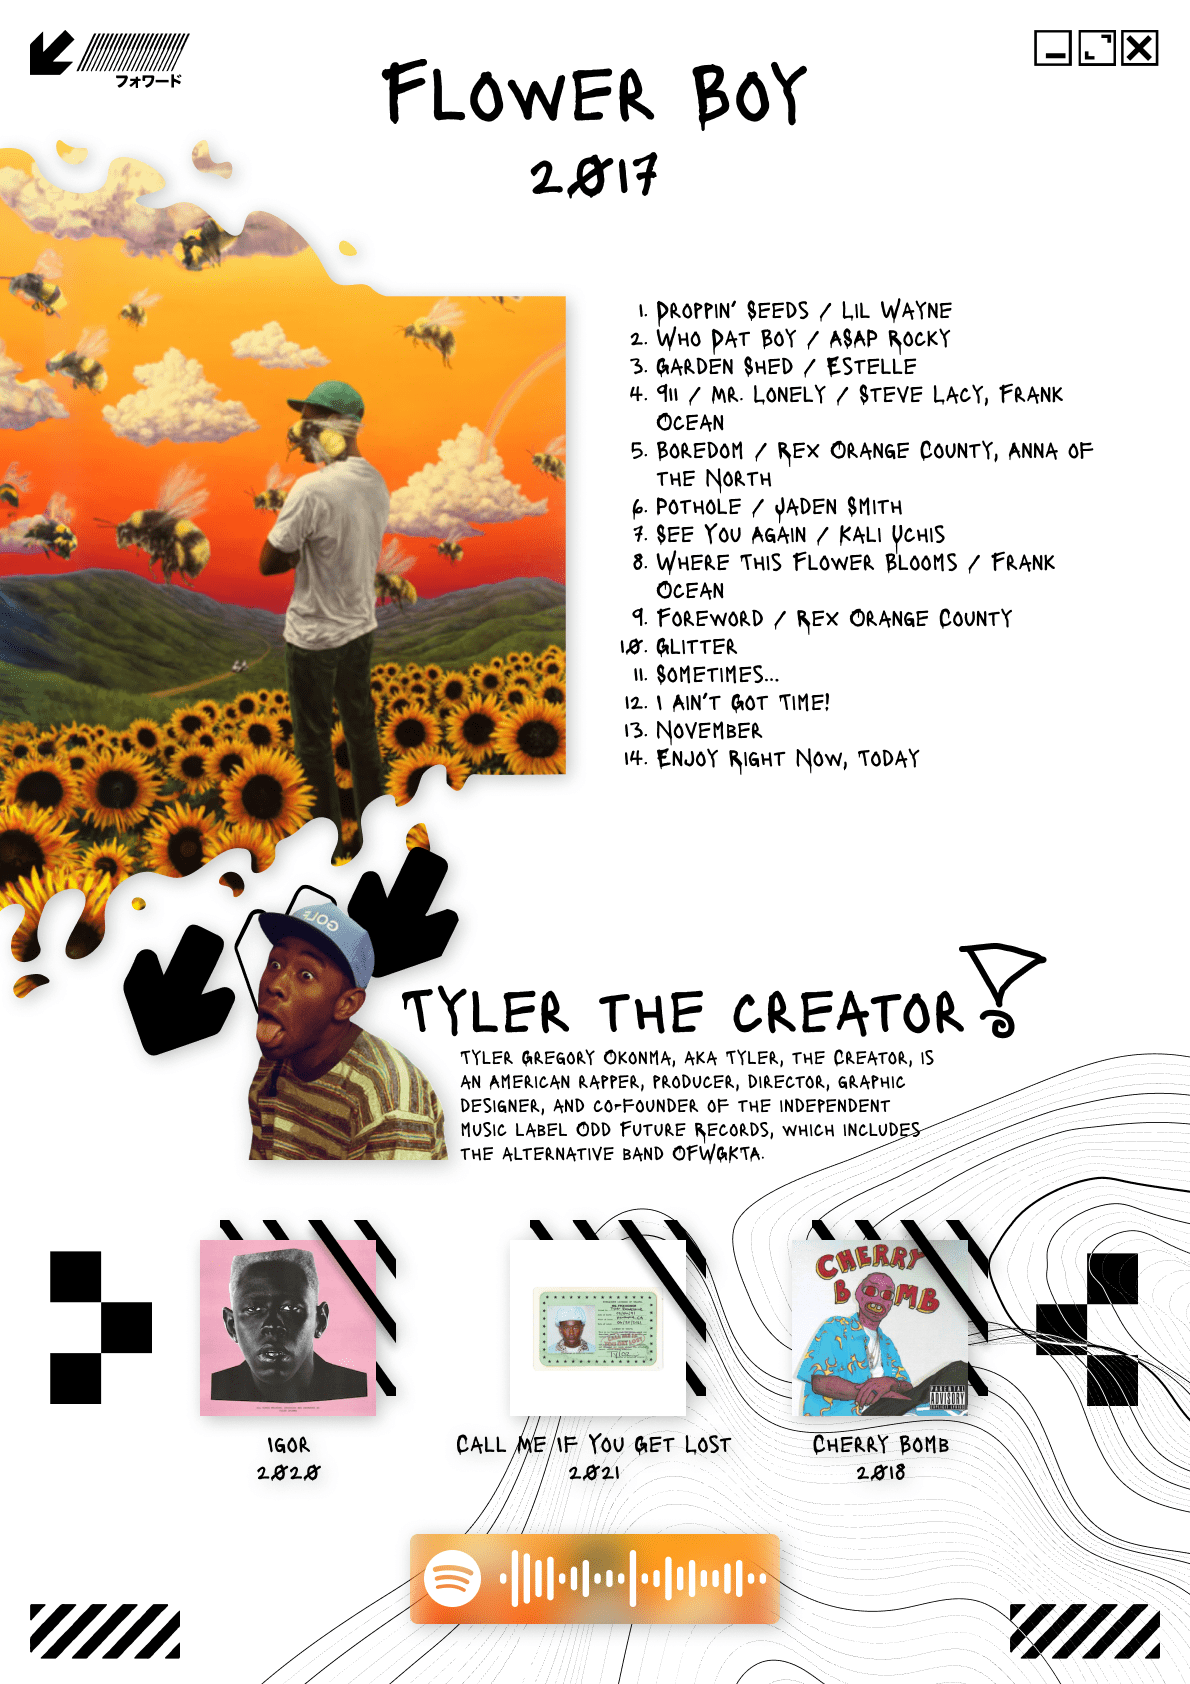 フォワード
Flower Boy
2017
1. Droppin' Seeds / Lil Wayne
2. Who Dat Boy / A$AP Rocky
3. Garden Shed / Estelle
4. 911 / Mr. Lonely / Steve Lacy, Frank
Ocean
5. Boredom / Rex Orange County, Anna of
the North
6. Pothole / Jaden Smith
7. See You Again / Kali Uchis
8. Where This Flower Blooms / Frank
Ocean
9. Foreword / Rex Orange County
10. Glitter
11. Sometimes...
12. I Ain't Got Time!
13. November
14. Enjoy Right Now, Today
GOLF
Tyler The Creator
Tyler Gregory Okonma, aka Tyler, the Creator, is
an American rapper, producer, director, graphic
designer, and co-founder of the independent
music label Odd Future Records, which includes
the alternative band OFWGKTA.
CHERRY
BOMB
PARENTAL
ADVISORY
EXPLICIT LYRICS
Igor
2020
Call Me If You Get Lost
2021
Cherry Bomb
2018